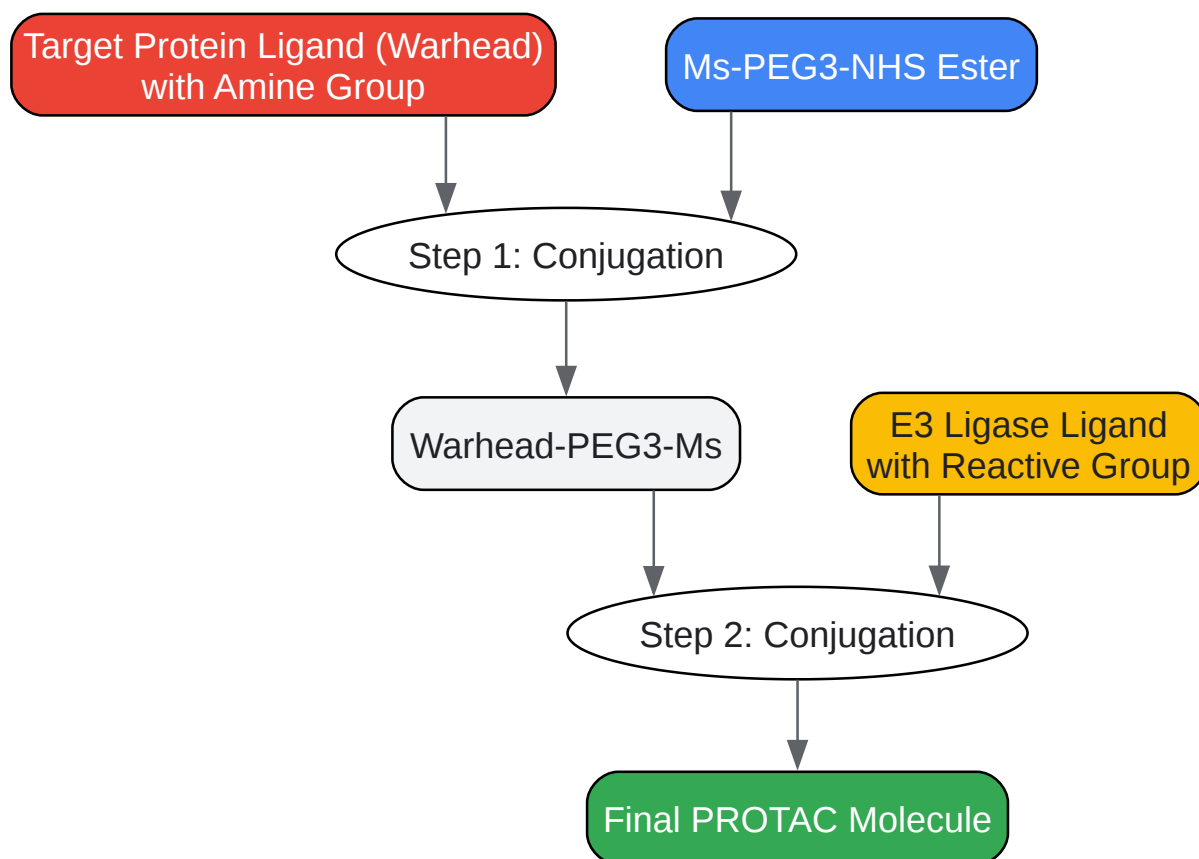 Target Protein Ligand (Warhead)
with Amine Group
Ms-PEG3-NHS Ester
Step 1: Conjugation
Warhead-PEG3-Ms
E3 Ligase Ligand
with Reactive Group
Step 2: Conjugation
Final PROTAC Molecule